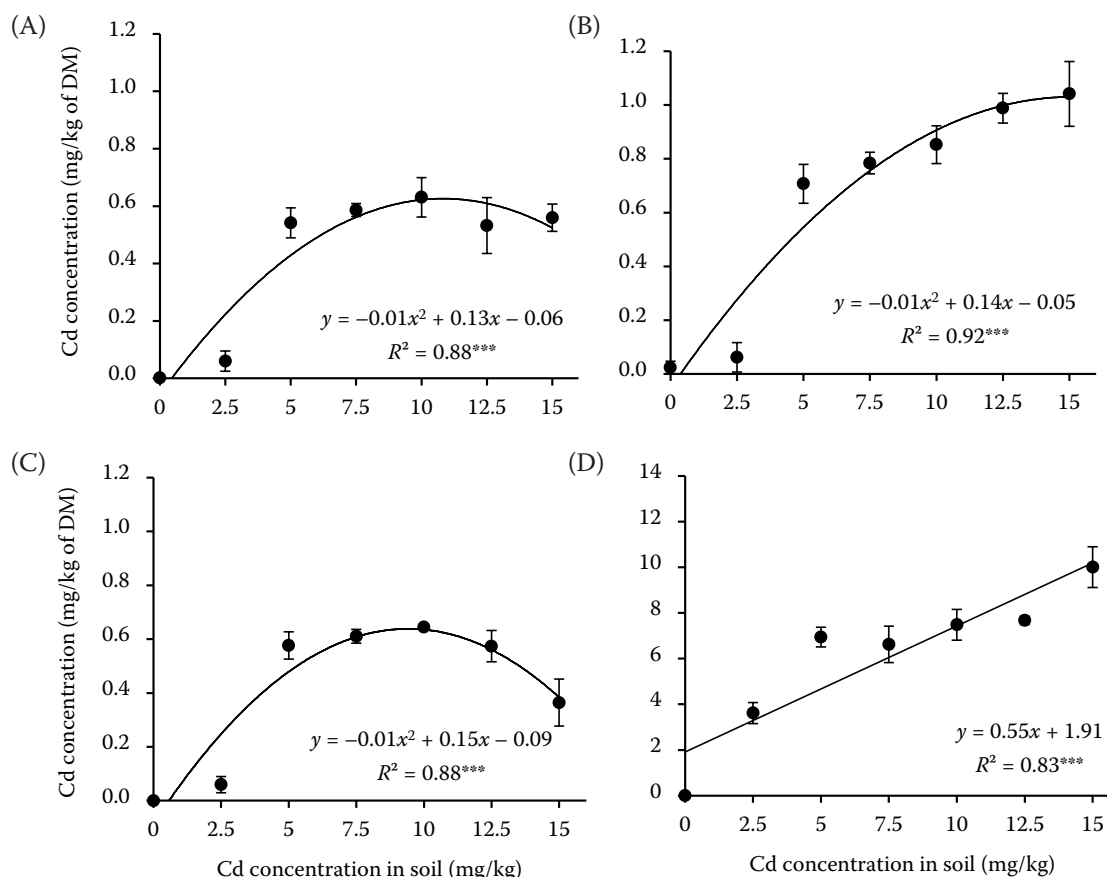 (A)
Cd concentration (mg/kg of DM)
1.2
1.0
0.8
0.6
0.4
0.2
0.0
y = −0.01x² + 0.13x − 0.06
R² = 0.88***
0 2.5 5 7.5 10 12.5 15
(B)
1.2
1.0
0.8
0.6
0.4
0.2
0.0
y = −0.01x² + 0.14x − 0.05
R² = 0.92***
0 2.5 5 7.5 10 12.5 15
(C)
Cd concentration (mg/kg of DM)
1.2
1.0
0.8
0.6
0.4
0.2
0.0
y = −0.01x² + 0.15x − 0.09
R² = 0.88***
0 2.5 5 7.5 10 12.5 15
Cd concentration in soil (mg/kg)
(D)
14
12
10
8
6
4
2
0
y = 0.55x + 1.91
R² = 0.83***
0 2.5 5 7.5 10 12.5 15
Cd concentration in soil (mg/kg)